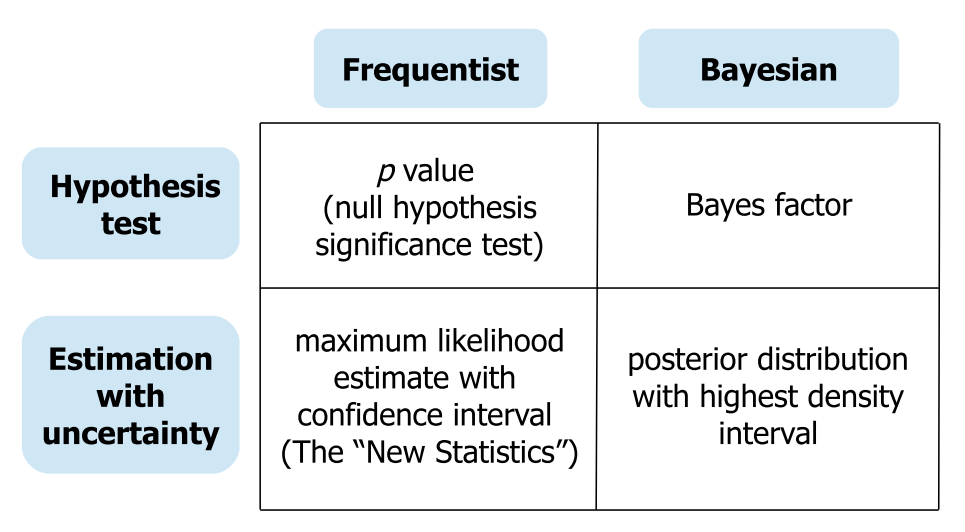 Frequentist
Bayesian
Hypothesis
test
p value
(null hypothesis
significance test)
Bayes factor
Estimation
with
uncertainty
maximum likelihood
estimate with
confidence interval
(The “New Statistics”)
posterior distribution
with highest density
interval